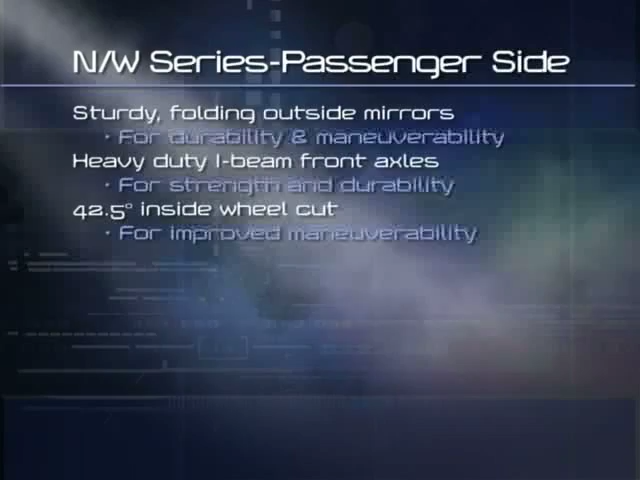 N/W Series-Passenger Side
Sturdy, folding outside mirrors
• For durability & maneuverability
Heavy duty I-beam front axles
• For strength and durability
42.5° inside wheel cut
• For improved maneuverability